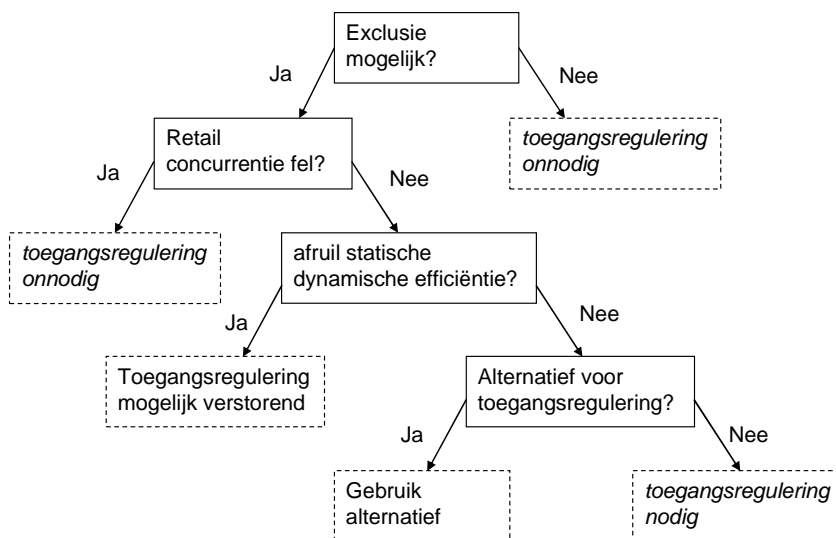 Exclusie
mogelijk?
Ja
Nee
Retail
concurrentie fel?
toegangsregulering
onnodig
Ja
Nee
toegangsregulering
onnodig
afruil statische
dynamische efficiëntie?
Ja
Nee
Toegangsregulering
mogelijk verstorend
Alternatief voor
toegangsregulering?
Ja
Nee
Gebruik
alternatief
toegangsregulering
nodig